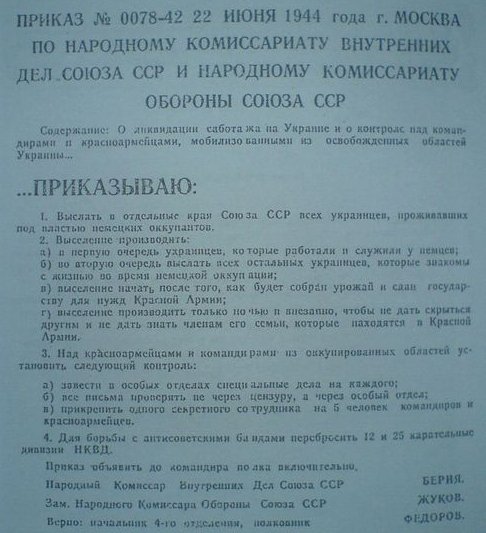 ПРИКАЗ № 0078-42 22 ИЮНЯ 1944 года г. МОСКВА
ПО НАРОДНОМУ КОМИССАРИАТУ ВНУТРЕННИХ
ДЕЛ СОЮЗА ССР И НАРОДНОМУ КОМИССАРИАТУ
ОБОРОНЫ СОЮЗА ССР
Содержание: О ликвидации саботажа на Украине и о контроле над коман-
дирами и красноармейцами, мобилизованными из освобожденных областей
Украины...
...ПРИКАЗЫВАЮ:
1. Выслать в отдельные края Союза ССР всех украинцев, проживавших
под властью немецких оккупантов.
2. Выселение производить:
а) в первую очередь украинцев, которые работали и служили у немцев;
б) во вторую очередь выслать всех остальных украинцев, которые знакомы
с жизнью во время немецкой оккупации;
в) выселение начать после того, как будет собран урожай и сдан государ-
ству для нужд Красной Армии;
г) выселение производить только ночью и внезапно, чтобы не дать скрыться
другим и не дать знать членам его семьи, которые находятся в Красной
Армии.
3. Над красноармейцами и командирами из оккупированных областей ус-
тановить следующий контроль:
а) завести в особых отделах специальные дела на каждого;
б) все письма проверять не через цензуру, а через особый отдел;
в) прикрепить одного секретного сотрудника на 5 человек командиров и
красноармейцев.
4. Для борьбы с антисоветскими бандами перебросить 12 и 25 карательные
дивизии НКВД.
Приказ объявить до командира полка включительно.
Народный Комиссар Внутренних Дел Союза ССР БЕРИЯ.
Зам. Народного Комиссара Обороны Союза ССР ЖУКОВ.
Верно: начальник 4-го отделения, полковник ФЕДОРОВ.